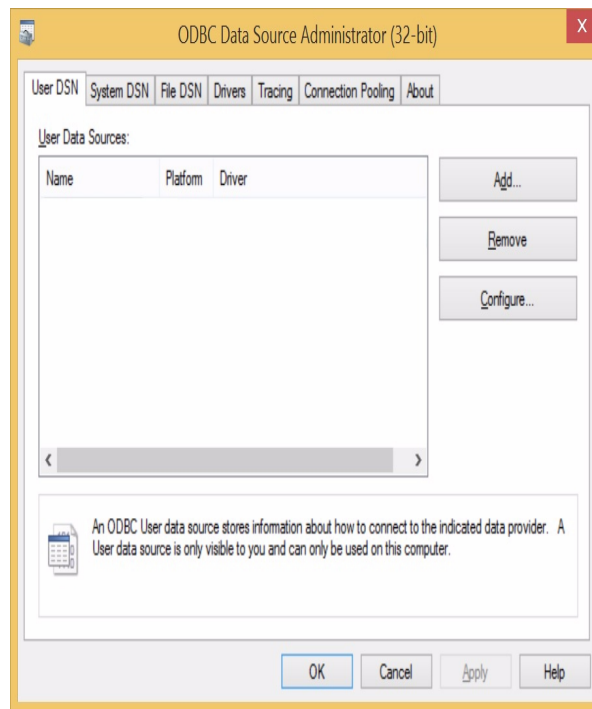 ODBC Data Source Administrator (32-bit)
X
User DSN System DSN File DSN Drivers Tracing Connection Pooling About
User Data Sources:
Name Platform Driver
Add...
Remove
Configure...
An ODBC User data source stores information about how to connect to the indicated data provider. A
User data source is only visible to you and can only be used on this computer.
OK Cancel Apply Help